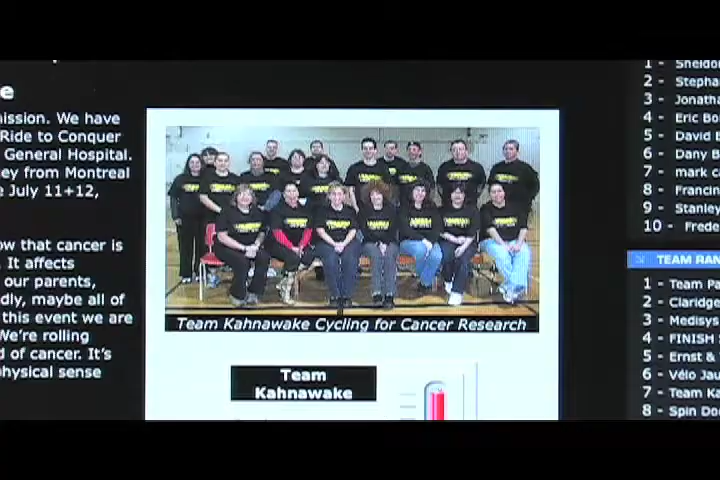 e
ission. We have
Ride to Conquer
General Hospital.
ey from Montreal
e July 11+12,
ow that cancer is
. It affects
our parents,
dly, maybe all of
this event we are
We're rolling
d of cancer. It's
physical sense
Team Kahnawake Cycling for Cancer Research
Team
Kahnawake
1 - Sheldo
2 - Stepha
3 - Jonatha
4 - Eric Bo
5 - David B
6 - Dany B
7 - mark c
8 - Francin
9 - Stanley
10 - Frede
TEAM RAN
1 - Team Pa
2 - Claridge
3 - Medisys
4 - FINISH
5 - Ernst &
6 - Vélo Jau
7 - Team Ka
8 - Spin Do